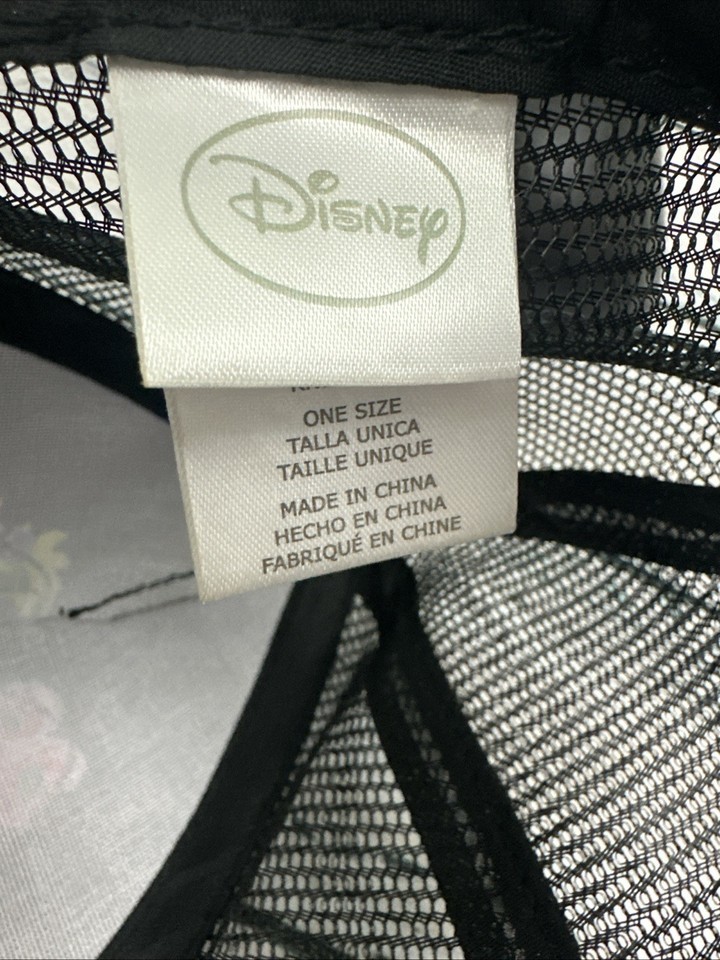 Disney
ONE SIZE
TALLA UNICA
TAILLE UNIQUE
MADE IN CHINA
HECHO EN CHINA
FABRIQUÉ EN CHINE